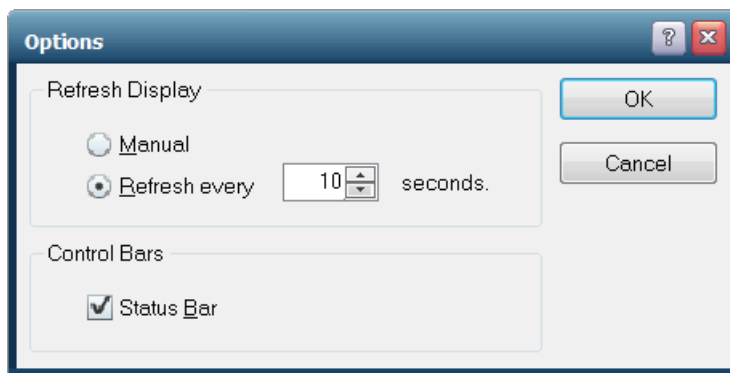 Options
?
Refresh Display
Manual
Refresh every 10 seconds.
Control Bars
Status Bar
OK
Cancel